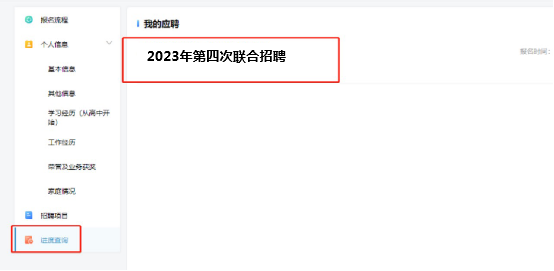 报名流程
个人信息
基本信息
其他信息
学习经历（从高中开始）
工作经历
荣誉及业务获奖
家庭情况
招聘项目
进度查询
我的应聘
2023年第四次联合招聘
报名时间：